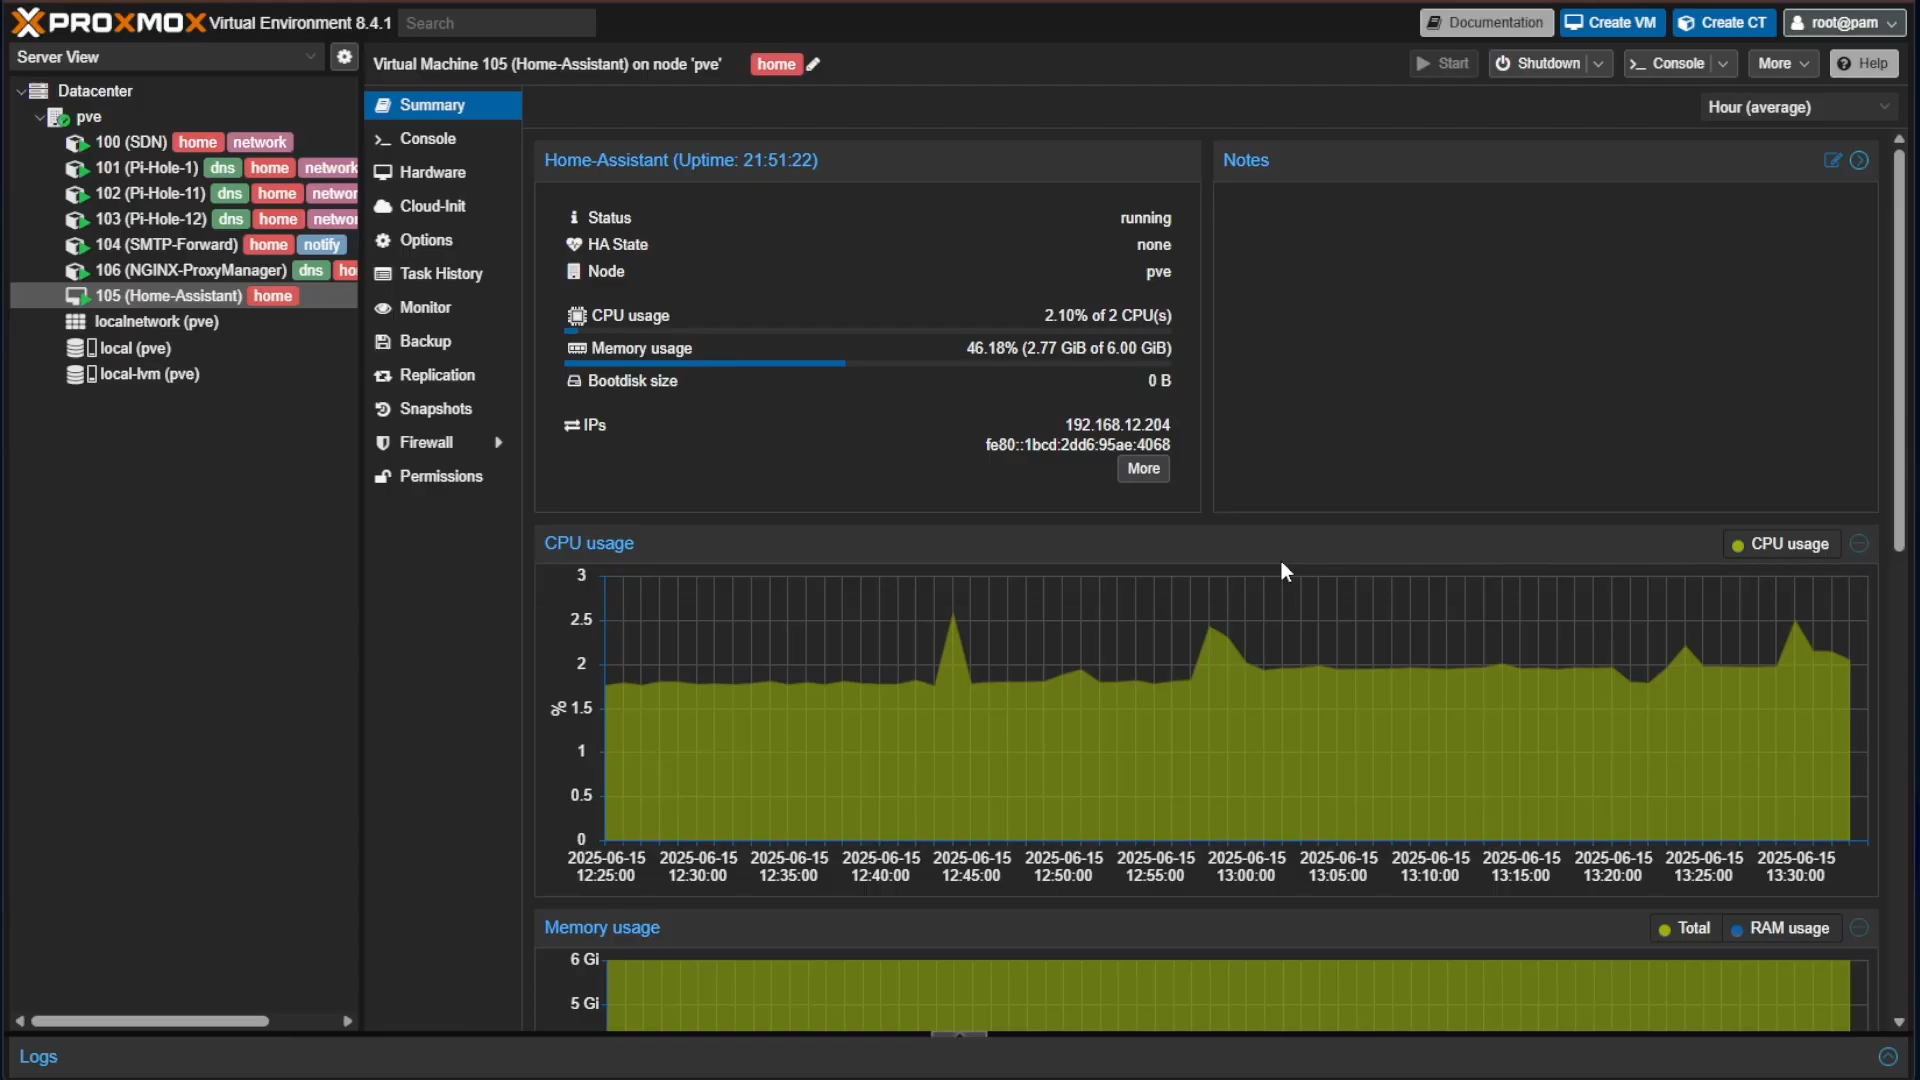 PROXMOX Virtual Environment 8.4.1 Search Documentation Create VM Create CT root@pam
Server View
Virtual Machine 105 (Home-Assistant) on node 'pve' home Start Shutdown Console More Help
Datacenter
pve
100 (SDN) home network
101 (Pi-Hole-1) dns home network
102 (Pi-Hole-11) dns home networ
103 (Pi-Hole-12) dns home networ
104 (SMTP-Forward) home notify
106 (NGINX-ProxyManager) dns ho
105 (Home-Assistant) home
localnetwork (pve)
local (pve)
local-lvm (pve)
Summary
Console
Hardware
Cloud-Init
Options
Task History
Monitor
Backup
Replication
Snapshots
Firewall
Permissions
Hour (average)
Home-Assistant (Uptime: 21:51:22)
Status running
HA State none
Node pve
CPU usage 2.10% of 2 CPU(s)
Memory usage 46.18% (2.77 GiB of 6.00 GiB)
Bootdisk size 0 B
IPs 192.168.12.204
fe80::1bcd:2dd6:95ae:4068
More
Notes
CPU usage CPU usage
3
2.5
2
% 1.5
1
0.5
0
2025-06-15 2025-06-15 2025-06-15 2025-06-15 2025-06-15 2025-06-15 2025-06-15 2025-06-15 2025-06-15 2025-06-15 2025-06-15 2025-06-15 2025-06-15 2025-06-15
12:25:00 12:30:00 12:35:00 12:40:00 12:45:00 12:50:00 12:55:00 13:00:00 13:05:00 13:10:00 13:15:00 13:20:00 13:25:00 13:30:00
Memory usage Total RAM usage
6 Gi
5 Gi
Logs